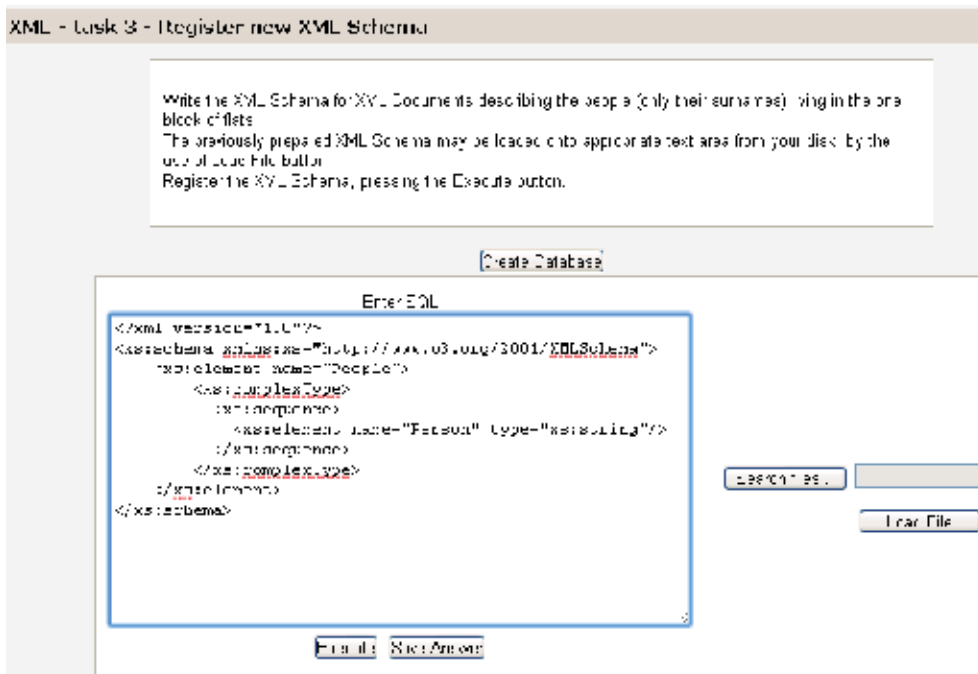 XML - task 3 - Register new XML Schema
Write the XML Schema for XML Documents describing the people (only their surnames) living in the one
block of flats
The previously prepared XML Schema may be loaded onto appropriate text area from your disk by the
use of Load File button
Register the XML Schema, pressing the Execute button.
Create Database
Enter SQL
<?xml version="1.0"?>
<xs:schema xmlns:xs="http://www.w3.org/2001/XMLSchema">
<xs:element name="People">
<xs:complexType>
<xs:sequence>
<xs:element name="Person" type="xs:string"/>
</xs:sequence>
</xs:complexType>
</xs:element>
</xs:schema>
Search files...
Load File
Execute Save Answer